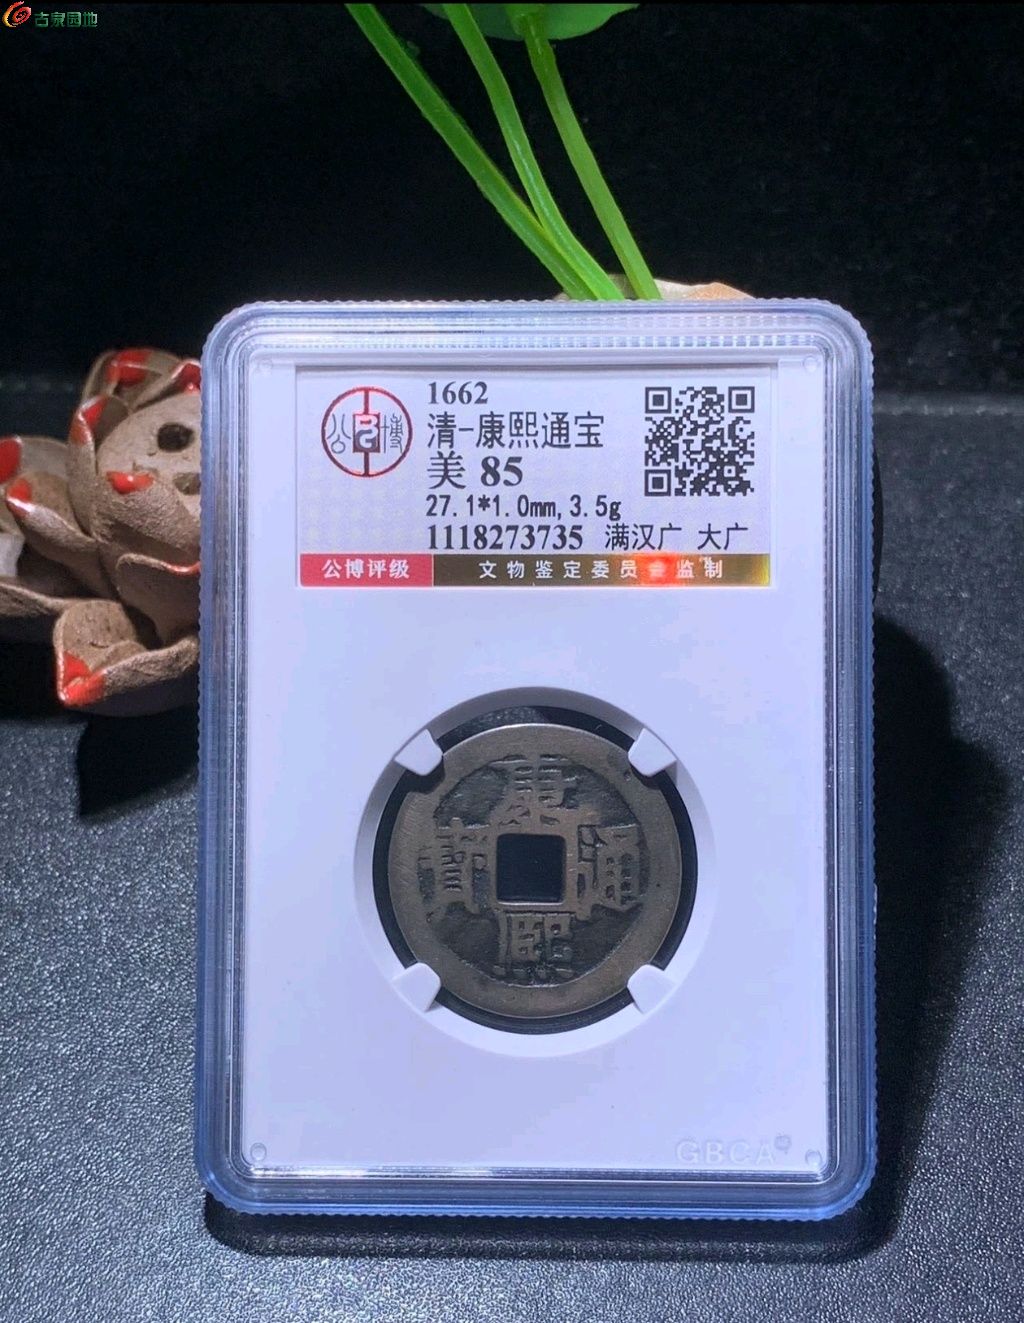 古泉园地
1662
清-康熙通宝
美 85
27.1*1.0mm,3.5g
1118273735 满汉广 大广
公博
公博评级 文物鉴定委员会监制
康
寶 通
熙
GBCA